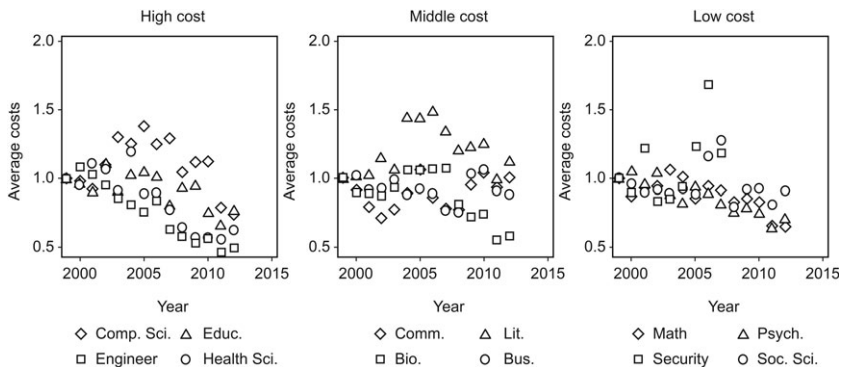 High cost
Middle cost
Low cost
Average costs
2.0
1.5
1.0
0.5
2000 2005 2010 2015
Year
Average costs
2.0
1.5
1.0
0.5
2000 2005 2010 2015
Year
Average costs
2.0
1.5
1.0
0.5
2000 2005 2010 2015
Year
Comp. Sci. Educ.
Engineer Health Sci.
Comm. Lit.
Bio. Bus.
Math Psych.
Security Soc. Sci.